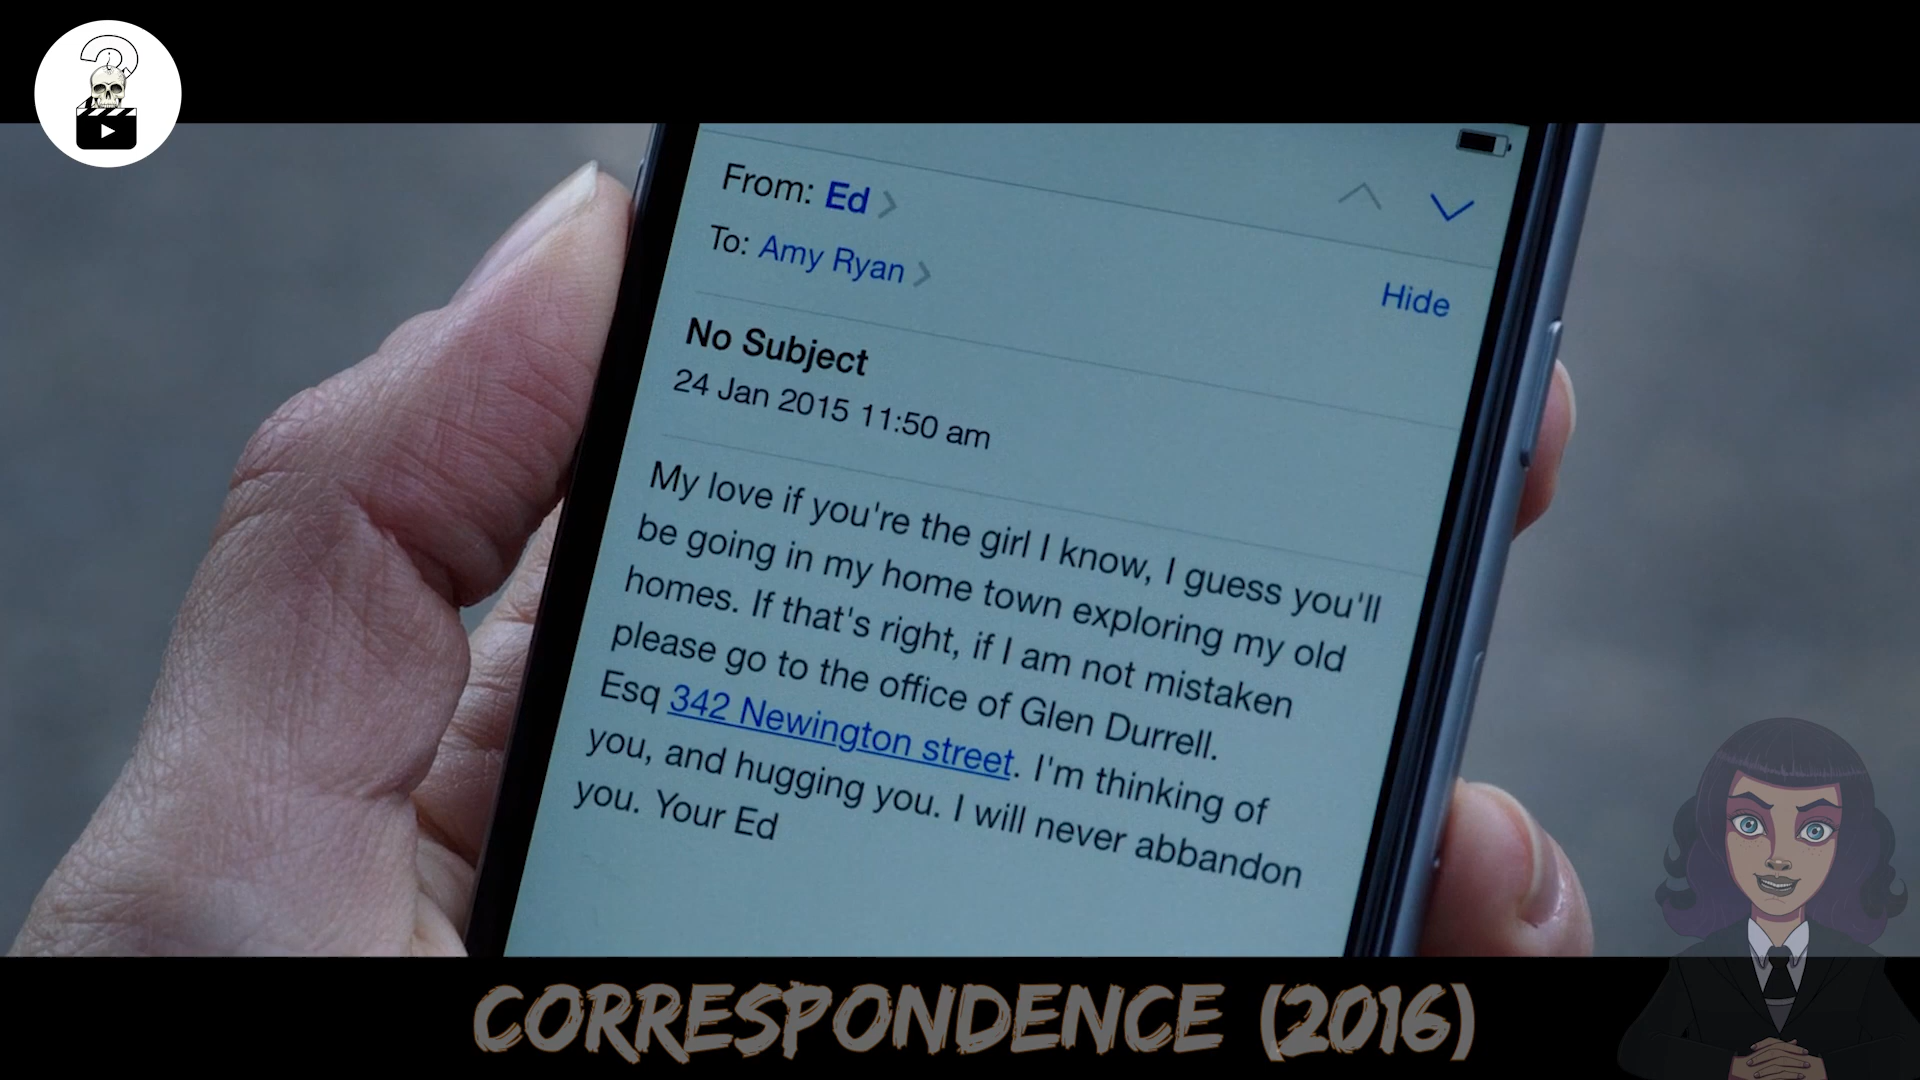 From: Ed
To: Amy Ryan
Hide
No Subject
24 Jan 2015 11:50 am
My love if you're the girl I know, I guess you'll
be going in my home town exploring my old
homes. If that's right, if I am not mistaken
please go to the office of Glen Durrell.
Esq 342 Newington street. I'm thinking of
you, and hugging you. I will never abbandon
you. Your Ed
CORRESPONDENCE (2016)